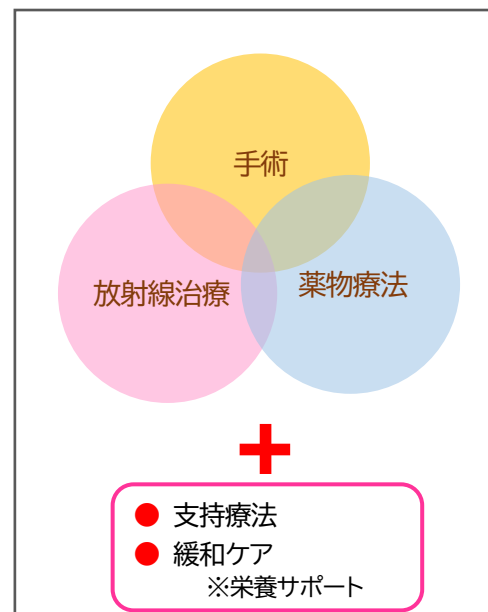 手術
放射線治療
薬物療法
+
● 支持療法
● 緩和ケア
※栄養サポート